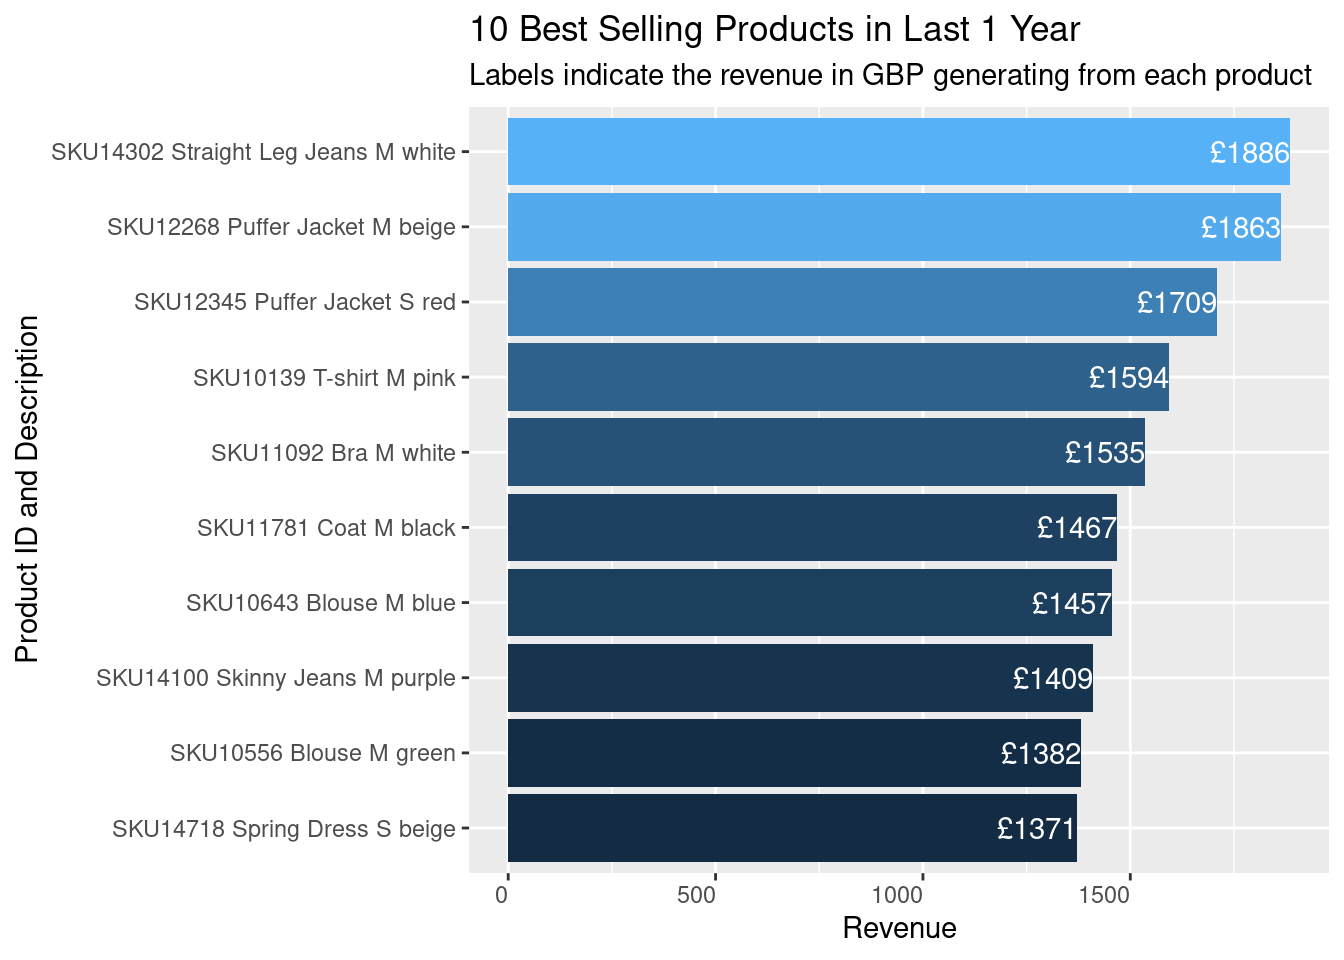 10 Best Selling Products in Last 1 Year
Labels indicate the revenue in GBP generating from each product
Product ID and Description
SKU14302 Straight Leg Jeans M white £1886
SKU12268 Puffer Jacket M beige £1863
SKU12345 Puffer Jacket S red £1709
SKU10139 T-shirt M pink £1594
SKU11092 Bra M white £1535
SKU11781 Coat M black £1467
SKU10643 Blouse M blue £1457
SKU14100 Skinny Jeans M purple £1409
SKU10556 Blouse M green £1382
SKU14718 Spring Dress S beige £1371
0 500 1000 1500
Revenue